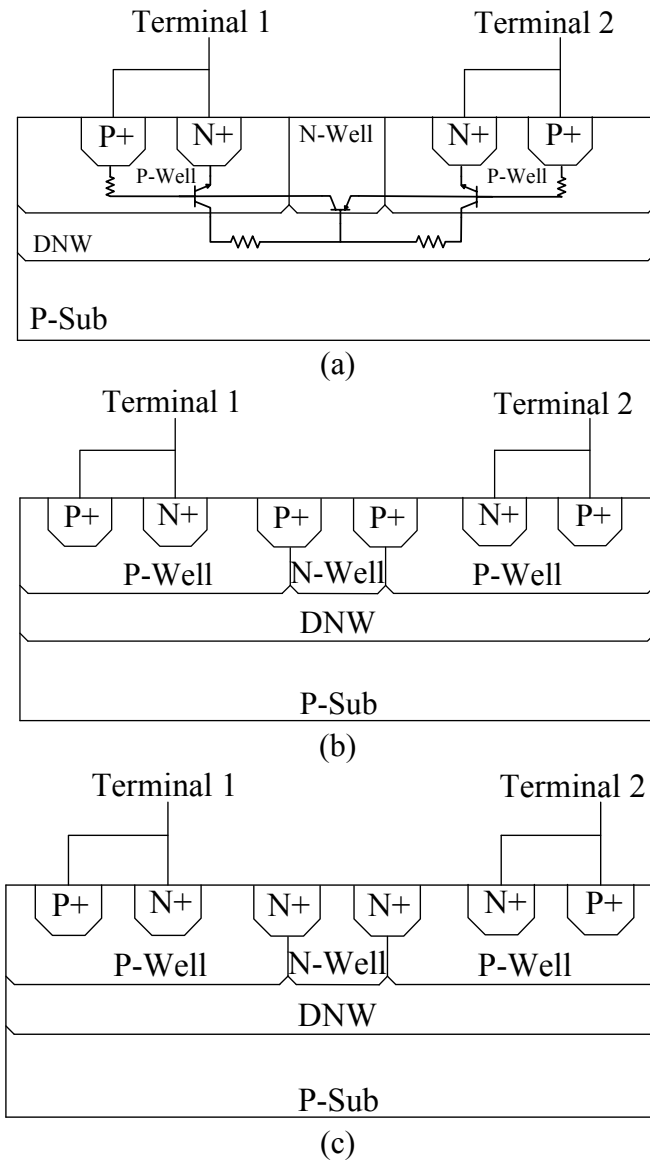 Terminal 1 Terminal 2
P+ N+ N-Well N+ P+
P-Well P-Well
DNW
P-Sub
(a)
Terminal 1 Terminal 2
P+ N+ P+ P+ N+ P+
P-Well N-Well P-Well
DNW
P-Sub
(b)
Terminal 1 Terminal 2
P+ N+ N+ N+ N+ P+
P-Well N-Well P-Well
DNW
P-Sub
(c)